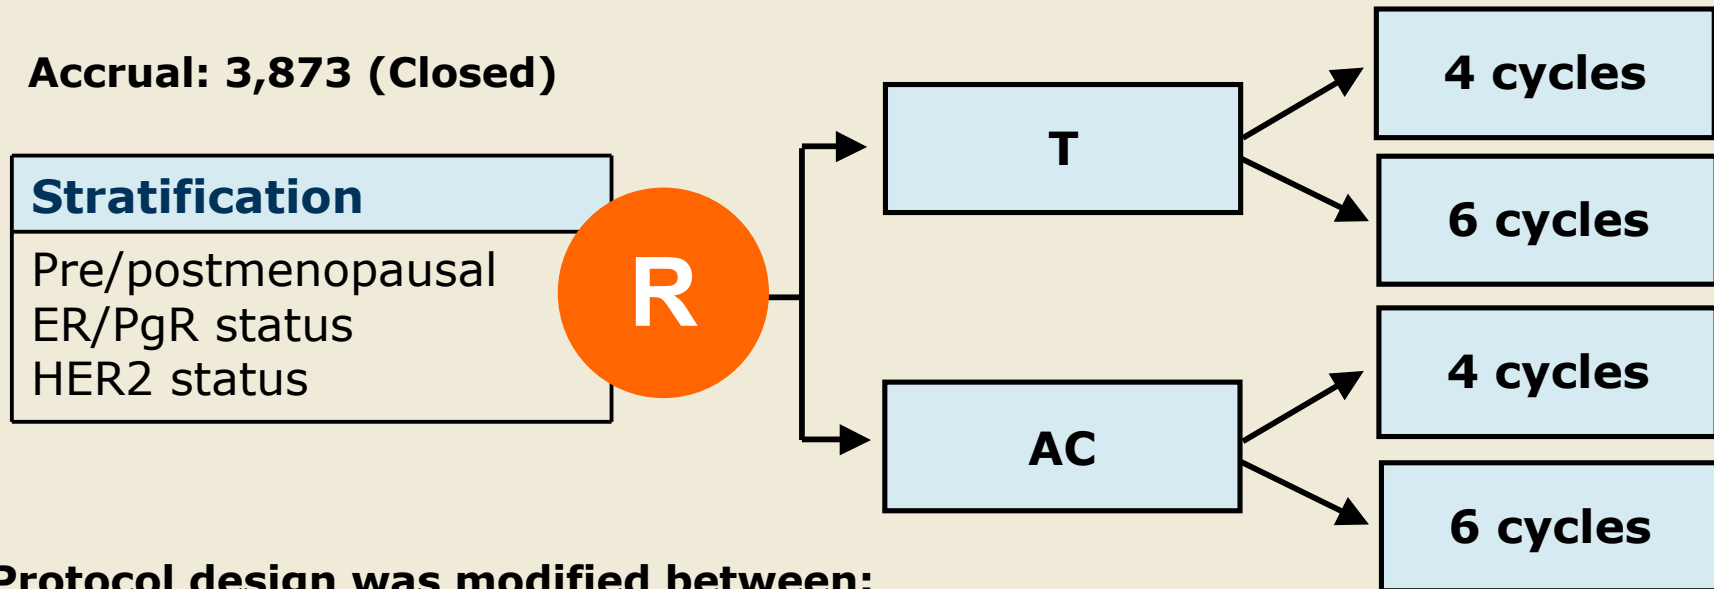 Accrual: 3,873 (Closed)
Stratification
Pre/postmenopausal
ER/PgR status
HER2 status
R
T
AC
4 cycles
6 cycles
4 cycles
6 cycles
Protocol design was modified between: